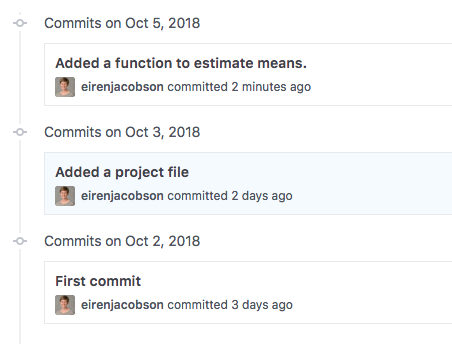 Commits on Oct 5, 2018
Added a function to estimate means.
eirenjacobson committed 2 minutes ago
Commits on Oct 3, 2018
Added a project file
eirenjacobson committed 2 days ago
Commits on Oct 2, 2018
First commit
eirenjacobson committed 3 days ago